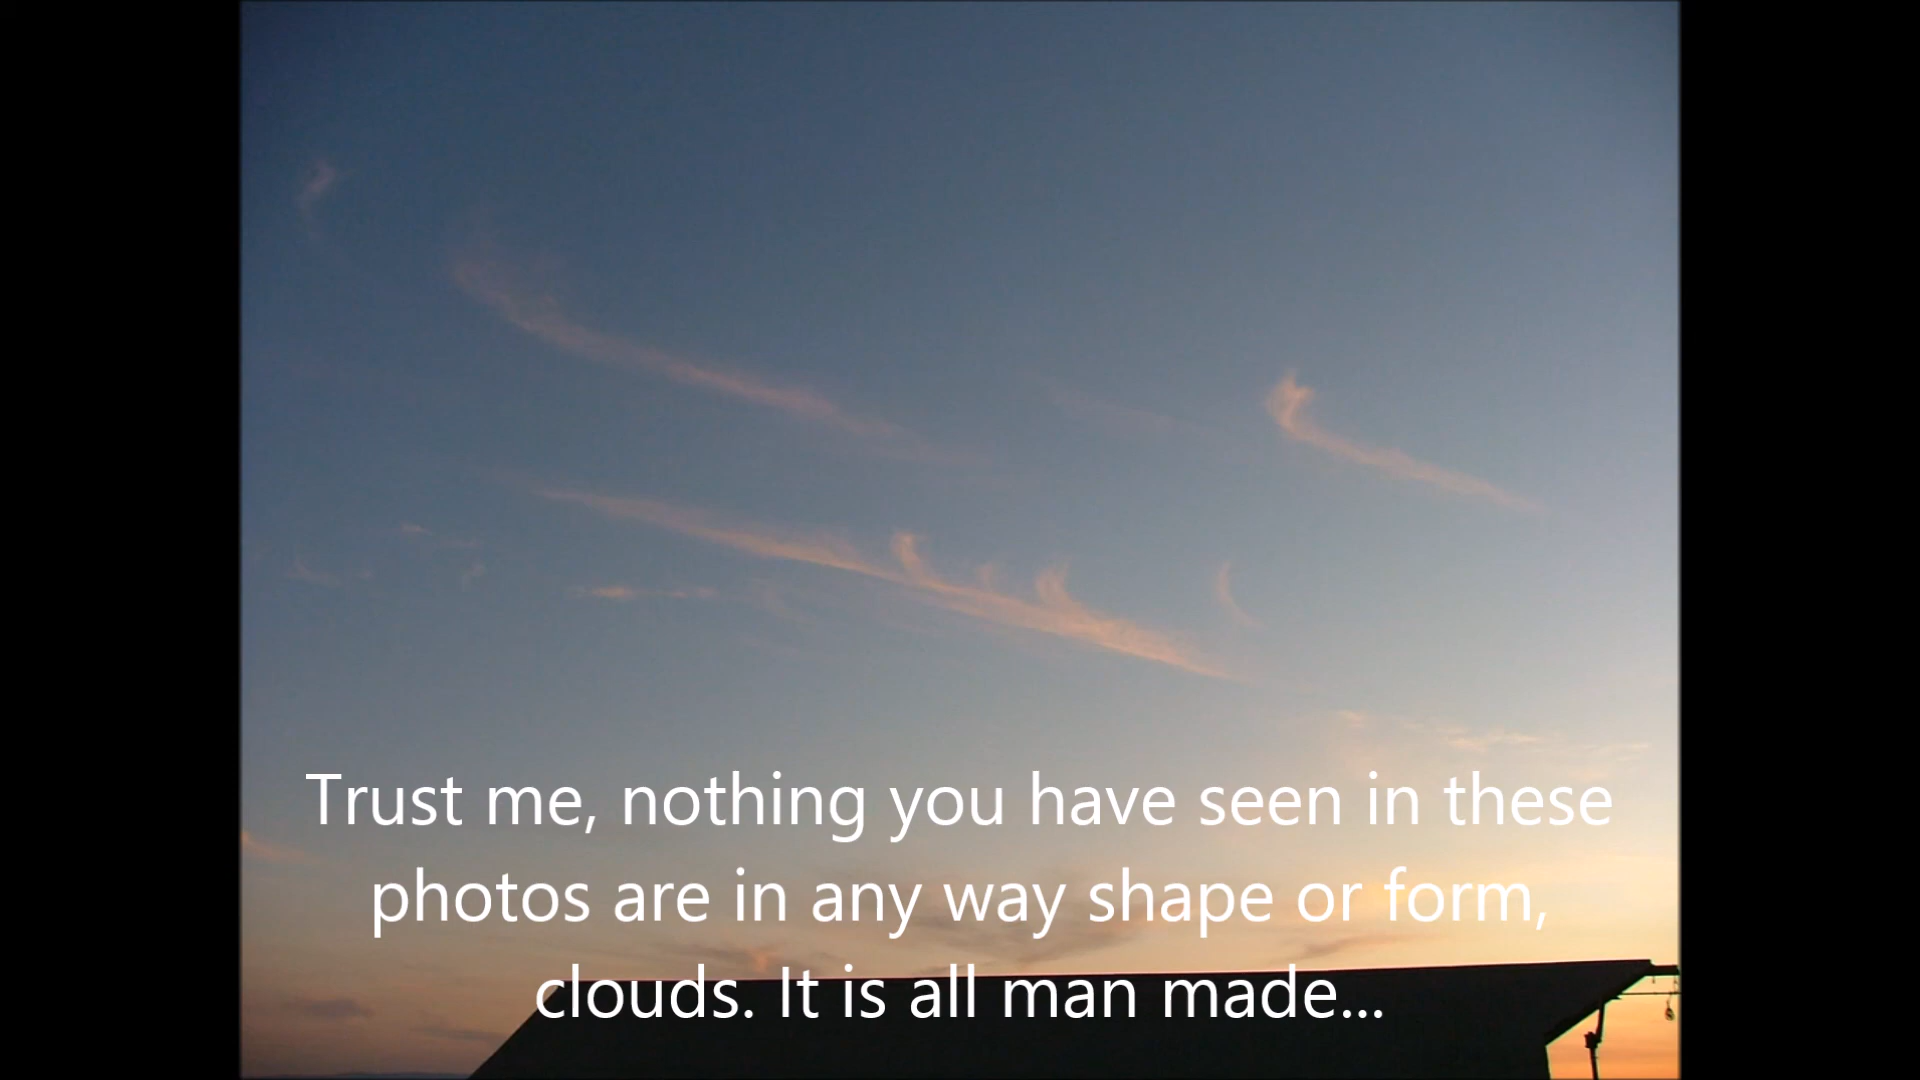 Trust me, nothing you have seen in these
photos are in any way shape or form,
clouds. It is all man made...